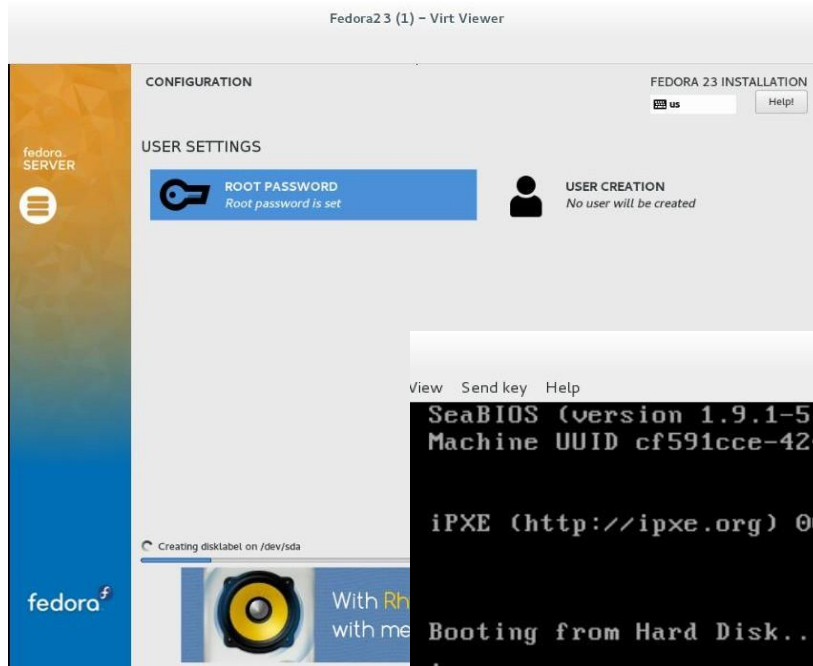 Fedora23 (1) – Virt Viewer
CONFIGURATION
FEDORA 23 INSTALLATION
us
Help!
fedora
SERVER
USER SETTINGS
ROOT PASSWORD
Root password is set
USER CREATION
No user will be created
View Send key Help
SeaBIOS (version 1.9.1-5
Machine UUID cf591cce-42
iPXE (http://ipxe.org) 0
Creating disklabel on /dev/sda
fedora
With Rh
with me
Booting from Hard Disk..